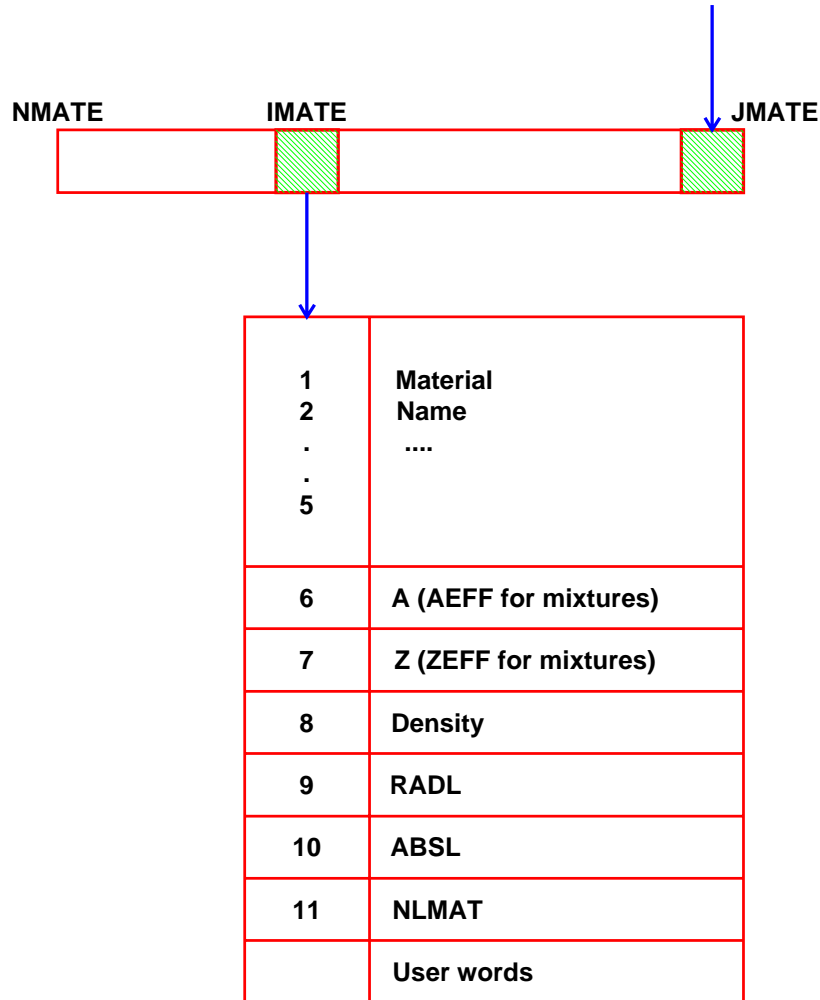 NMATE IMATE JMATE
1 Material
2 Name
. ....
.
5
6 A (AEFF for mixtures)
7 Z (ZEFF for mixtures)
8 Density
9 RADL
10 ABSL
11 NLMAT
User words